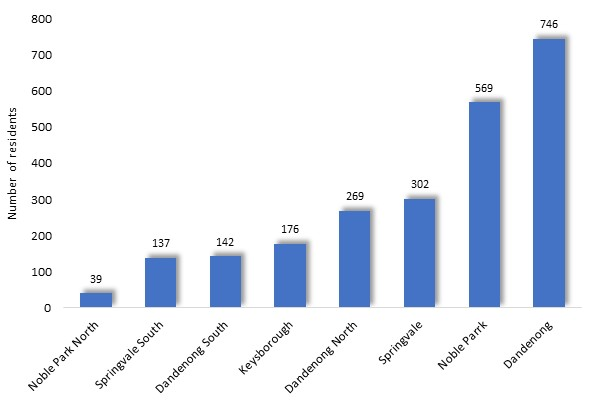 Number of residents
800
700
600
500
400
300
200
100
0
39
137
142
176
269
302
569
746
Noble Park North
Springvale South
Dandenong South
Keysborough
Dandenong North
Springvale
Noble Parrk
Dandenong